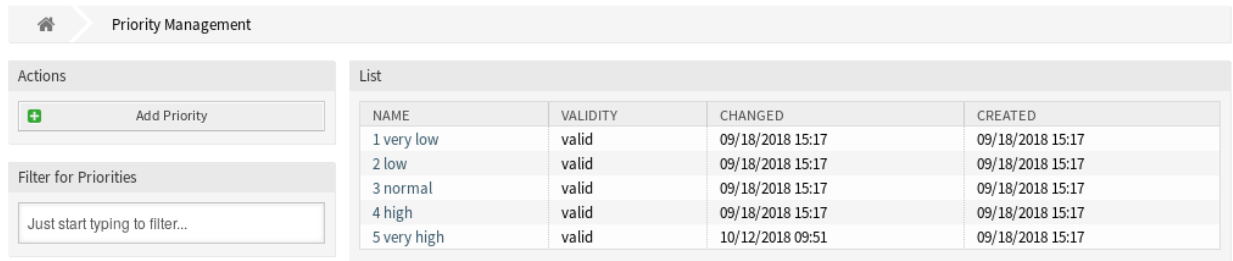 Priority Management
Actions
Add Priority
Filter for Priorities
Just start typing to filter...
List
NAME VALIDITY CHANGED CREATED
1 very low valid 09/18/2018 15:17 09/18/2018 15:17
2 low valid 09/18/2018 15:17 09/18/2018 15:17
3 normal valid 09/18/2018 15:17 09/18/2018 15:17
4 high valid 09/18/2018 15:17 09/18/2018 15:17
5 very high valid 10/12/2018 09:51 09/18/2018 15:17